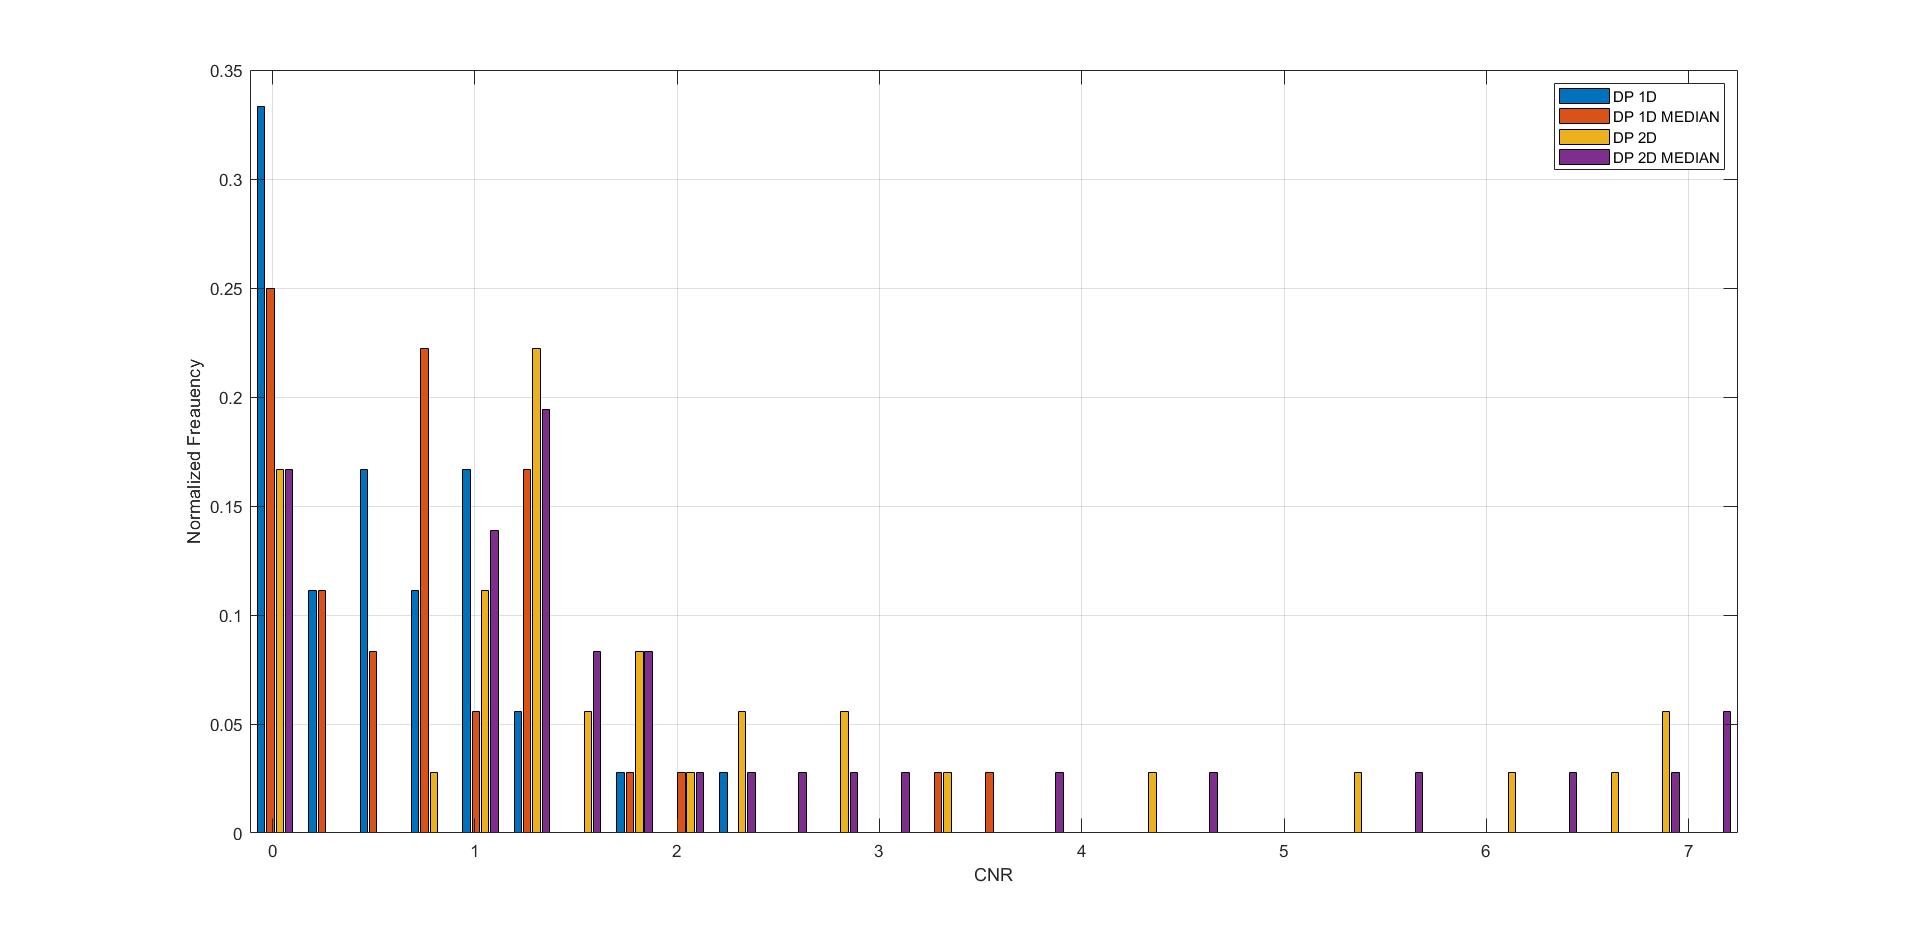 0.35
0.3
0.25
0.2
0.15
0.1
0.05
0
Normalized Freauency
0 1 2 3 4 5 6 7
CNR
DP 1D
DP 1D MEDIAN
DP 2D
DP 2D MEDIAN